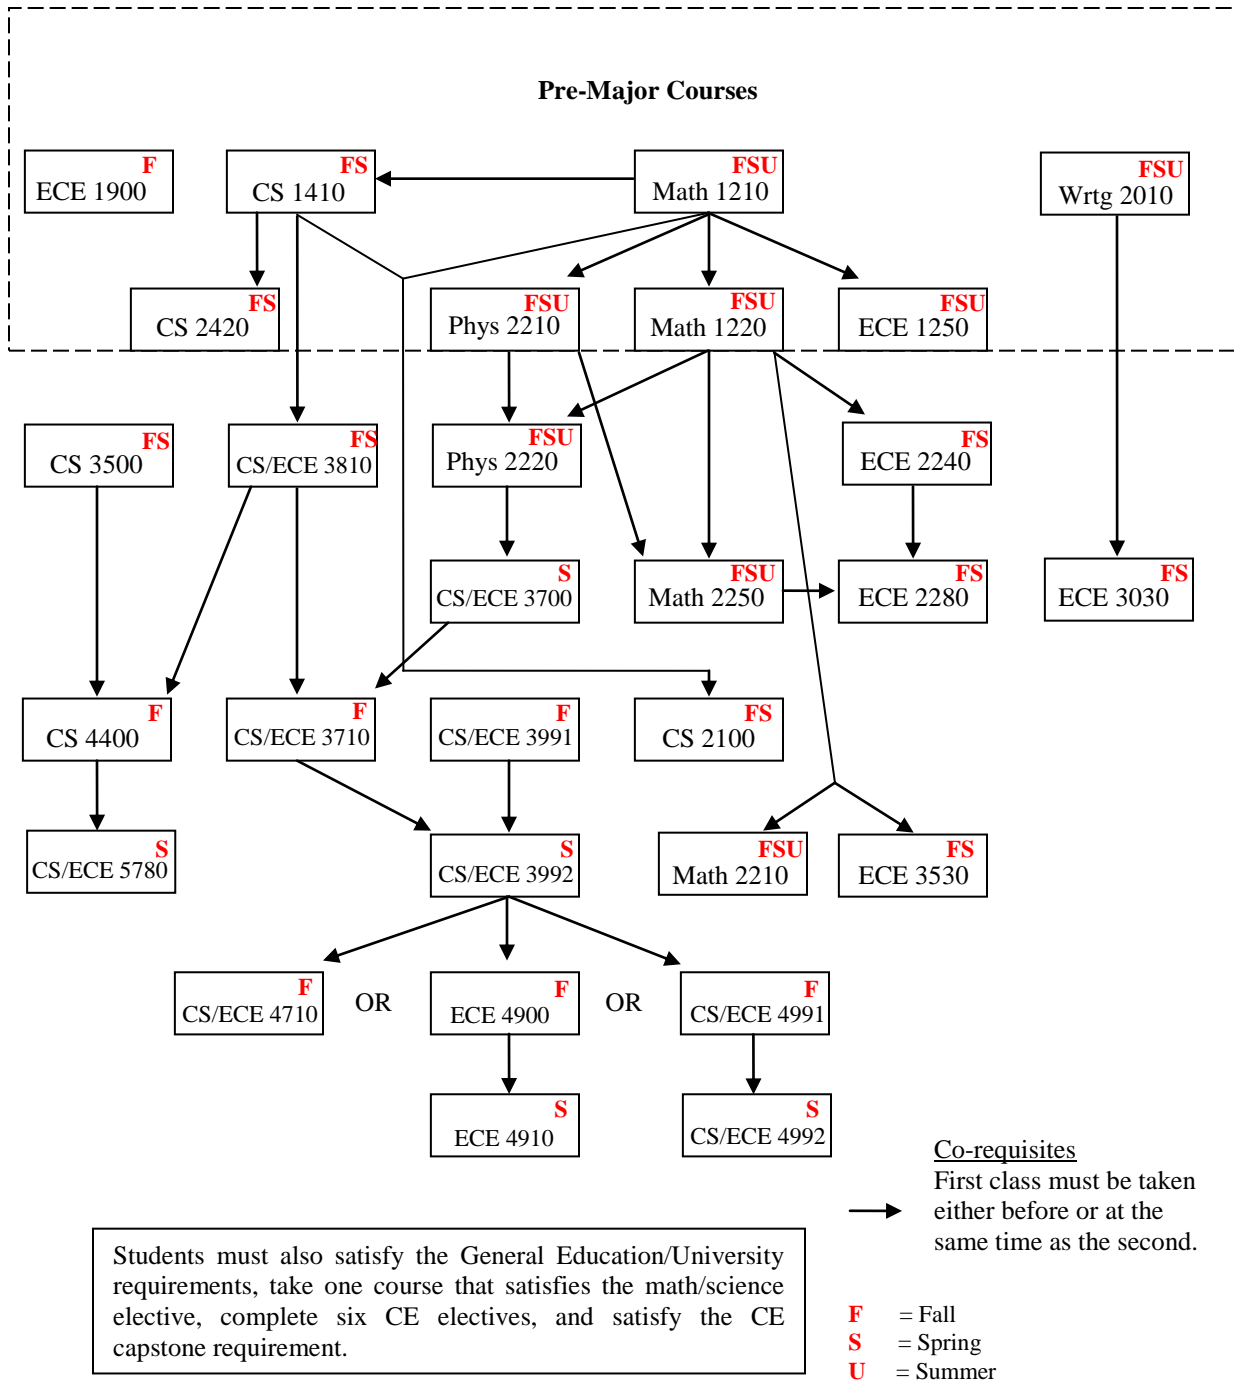 Pre-Major Courses
F
ECE 1900
FS
CS 1410
FSU
Math 1210
FSU
Wrtg 2010
FS
CS 2420
FSU
Phys 2210
FSU
Math 1220
FSU
ECE 1250
FS
CS 3500
FS
CS/ECE 3810
FSU
Phys 2220
FS
ECE 2240
S
CS/ECE 3700
FSU
Math 2250
FS
ECE 2280
FS
ECE 3030
F
CS 4400
F
CS/ECE 3710
F
CS/ECE 3991
FS
CS 2100
S
CS/ECE 5780
S
CS/ECE 3992
FSU
Math 2210
FS
ECE 3530
F
CS/ECE 4710
OR
F
ECE 4900
OR
F
CS/ECE 4991
S
ECE 4910
S
CS/ECE 4992
Co-requisites
First class must be taken
either before or at the
same time as the second.
Students must also satisfy the General Education/University
requirements, take one course that satisfies the math/science
elective, complete six CE electives, and satisfy the CE
capstone requirement.
F = Fall
S = Spring
U = Summer